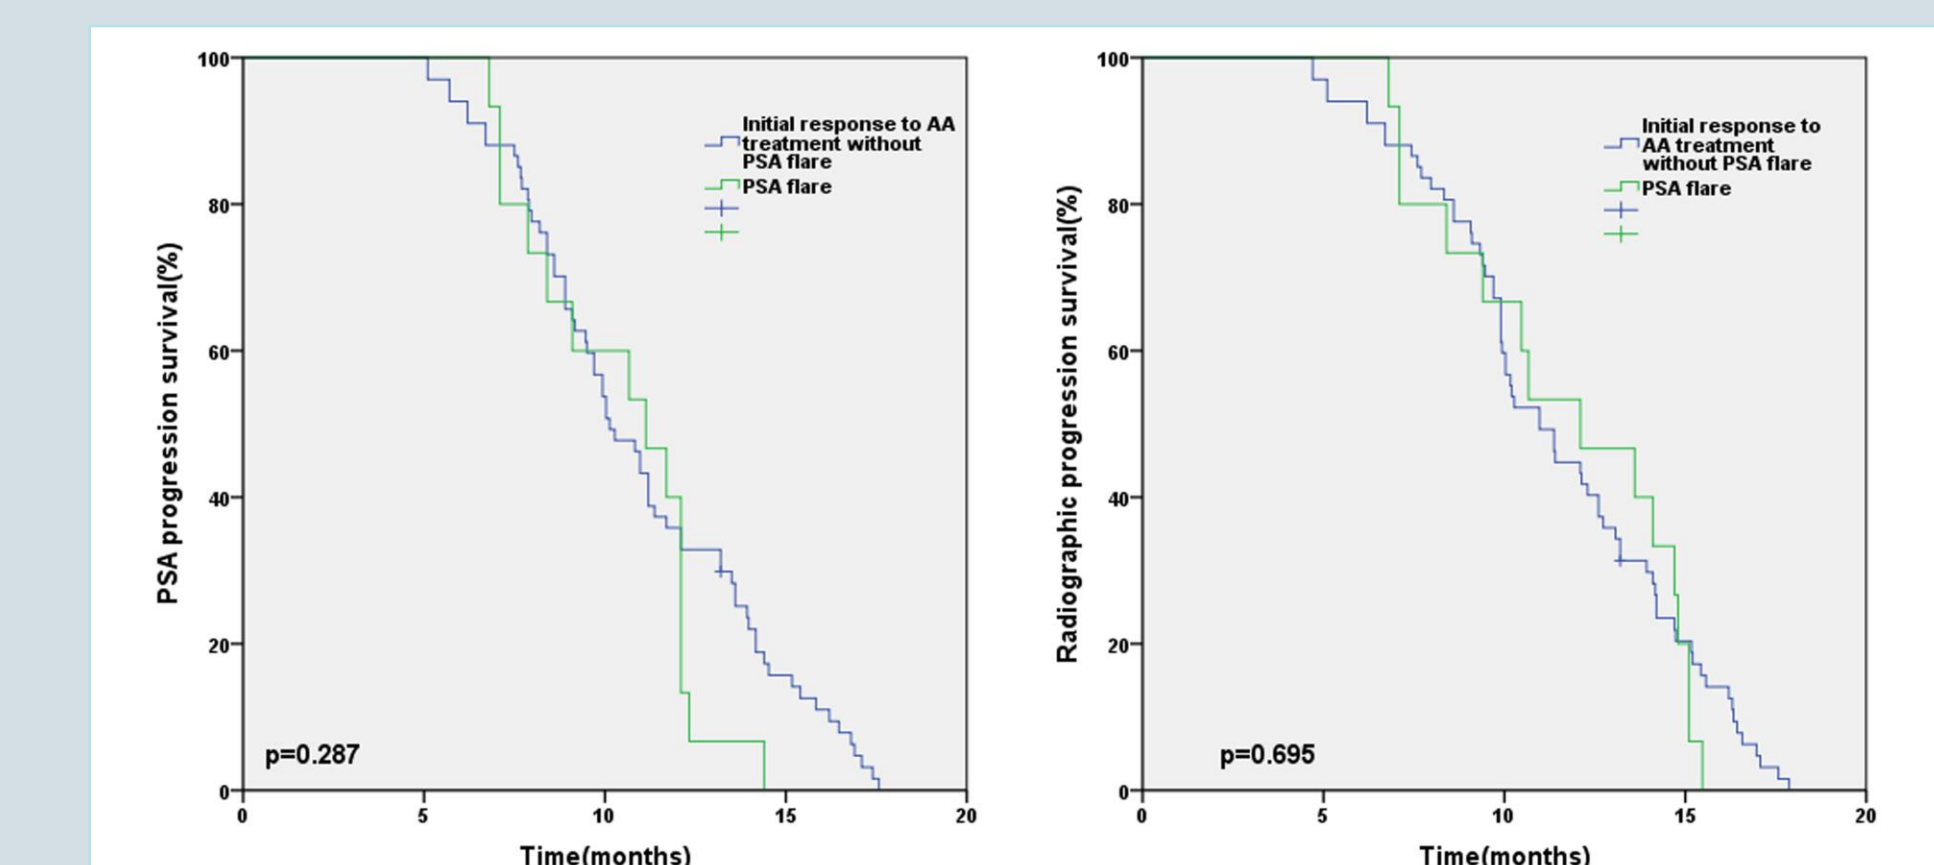 100
80
60
40
20
0
PSA progression survival(%)
Initial response to AA
treatment without
PSA flare
PSA flare
p=0.287
0 5 10 15 20
Time(months)
100
80
60
40
20
0
Radiographic progression survival(%)
Initial response to
AA treatment
without PSA flare
PSA flare
p=0.695
0 5 10 15 20
Time(months)